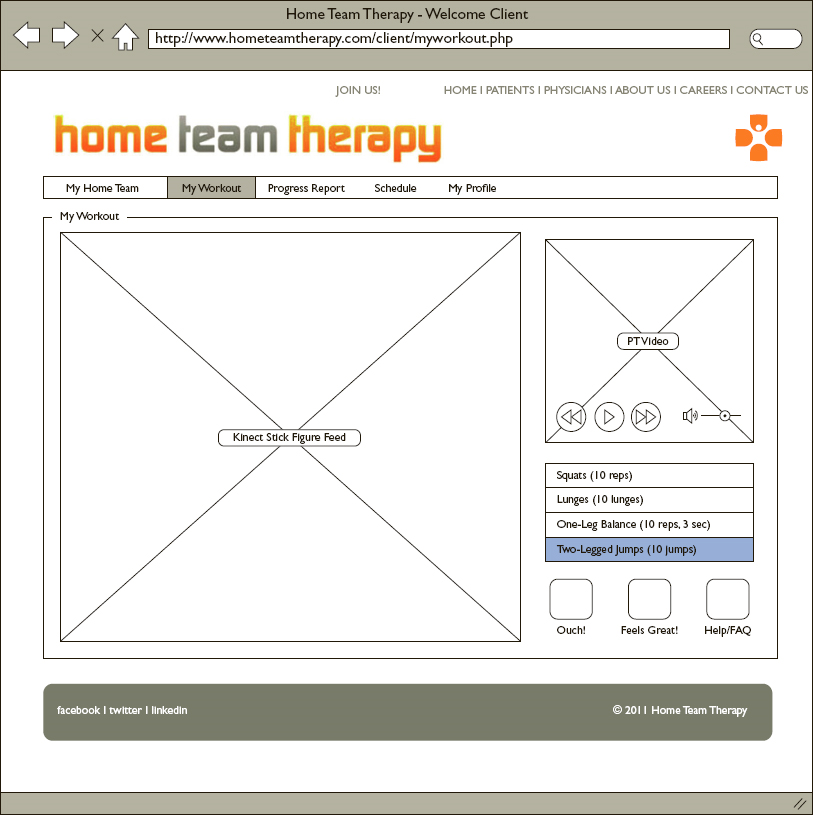 Home Team Therapy - Welcome Client
http://www.hometeamtherapy.com/client/myworkout.php
JOIN US!
HOME | PATIENTS | PHYSICIANS | ABOUT US | CAREERS | CONTACT US
home team therapy
My Home Team
My Workout
Progress Report
Schedule
My Profile
My Workout
Kinect Stick Figure Feed
PT Video
Squats (10 reps)
Lunges (10 lunges)
One-Leg Balance (10 reps, 3 sec)
Two-Legged Jumps (10 jumps)
Ouch!
Feels Great!
Help/FAQ
facebook | twitter | linkedin
© 2011 Home Team Therapy